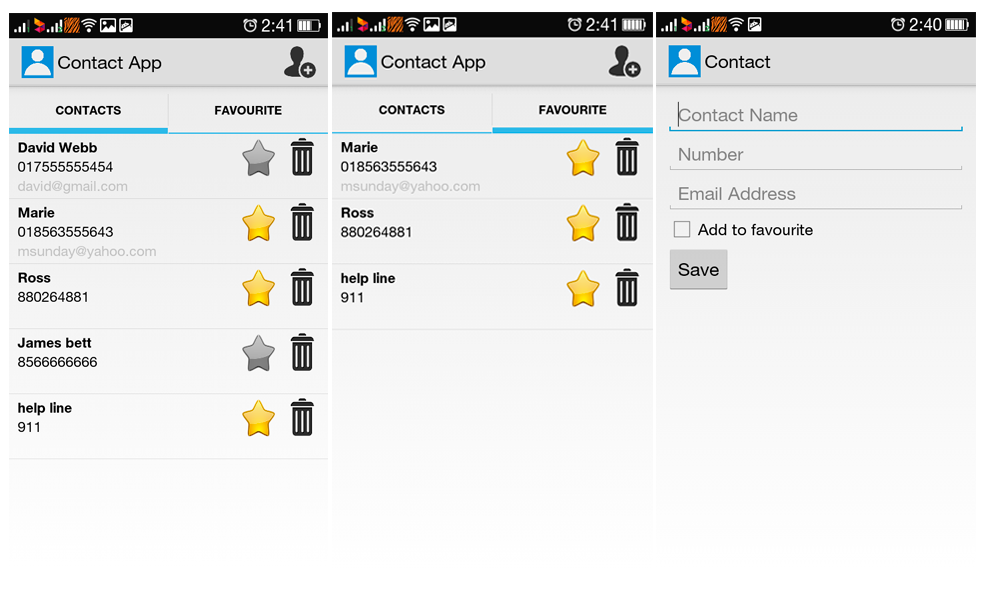 2:41
Contact App
CONTACTS FAVOURITE
David Webb
017555555454
david@gmail.com
Marie
018563555643
msunday@yahoo.com
Ross
880264881
James bett
8566666666
help line
911
2:41
Contact App
CONTACTS FAVOURITE
Marie
018563555643
msunday@yahoo.com
Ross
880264881
help line
911
2:40
Contact
Contact Name
Number
Email Address
Add to favourite
Save